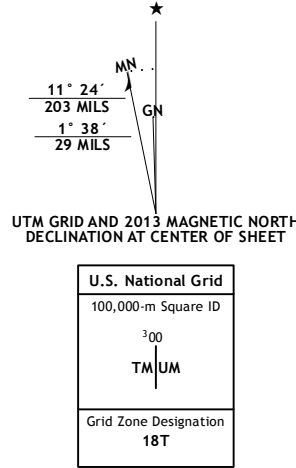 ★
MN
GN
11° 24´
203 MILS
1° 38´
29 MILS
UTM GRID AND 2013 MAGNETIC NORTH
DECLINATION AT CENTER OF SHEET
U.S. National Grid
100,000-m Square ID
³00
TM UM
Grid Zone Designation
18T